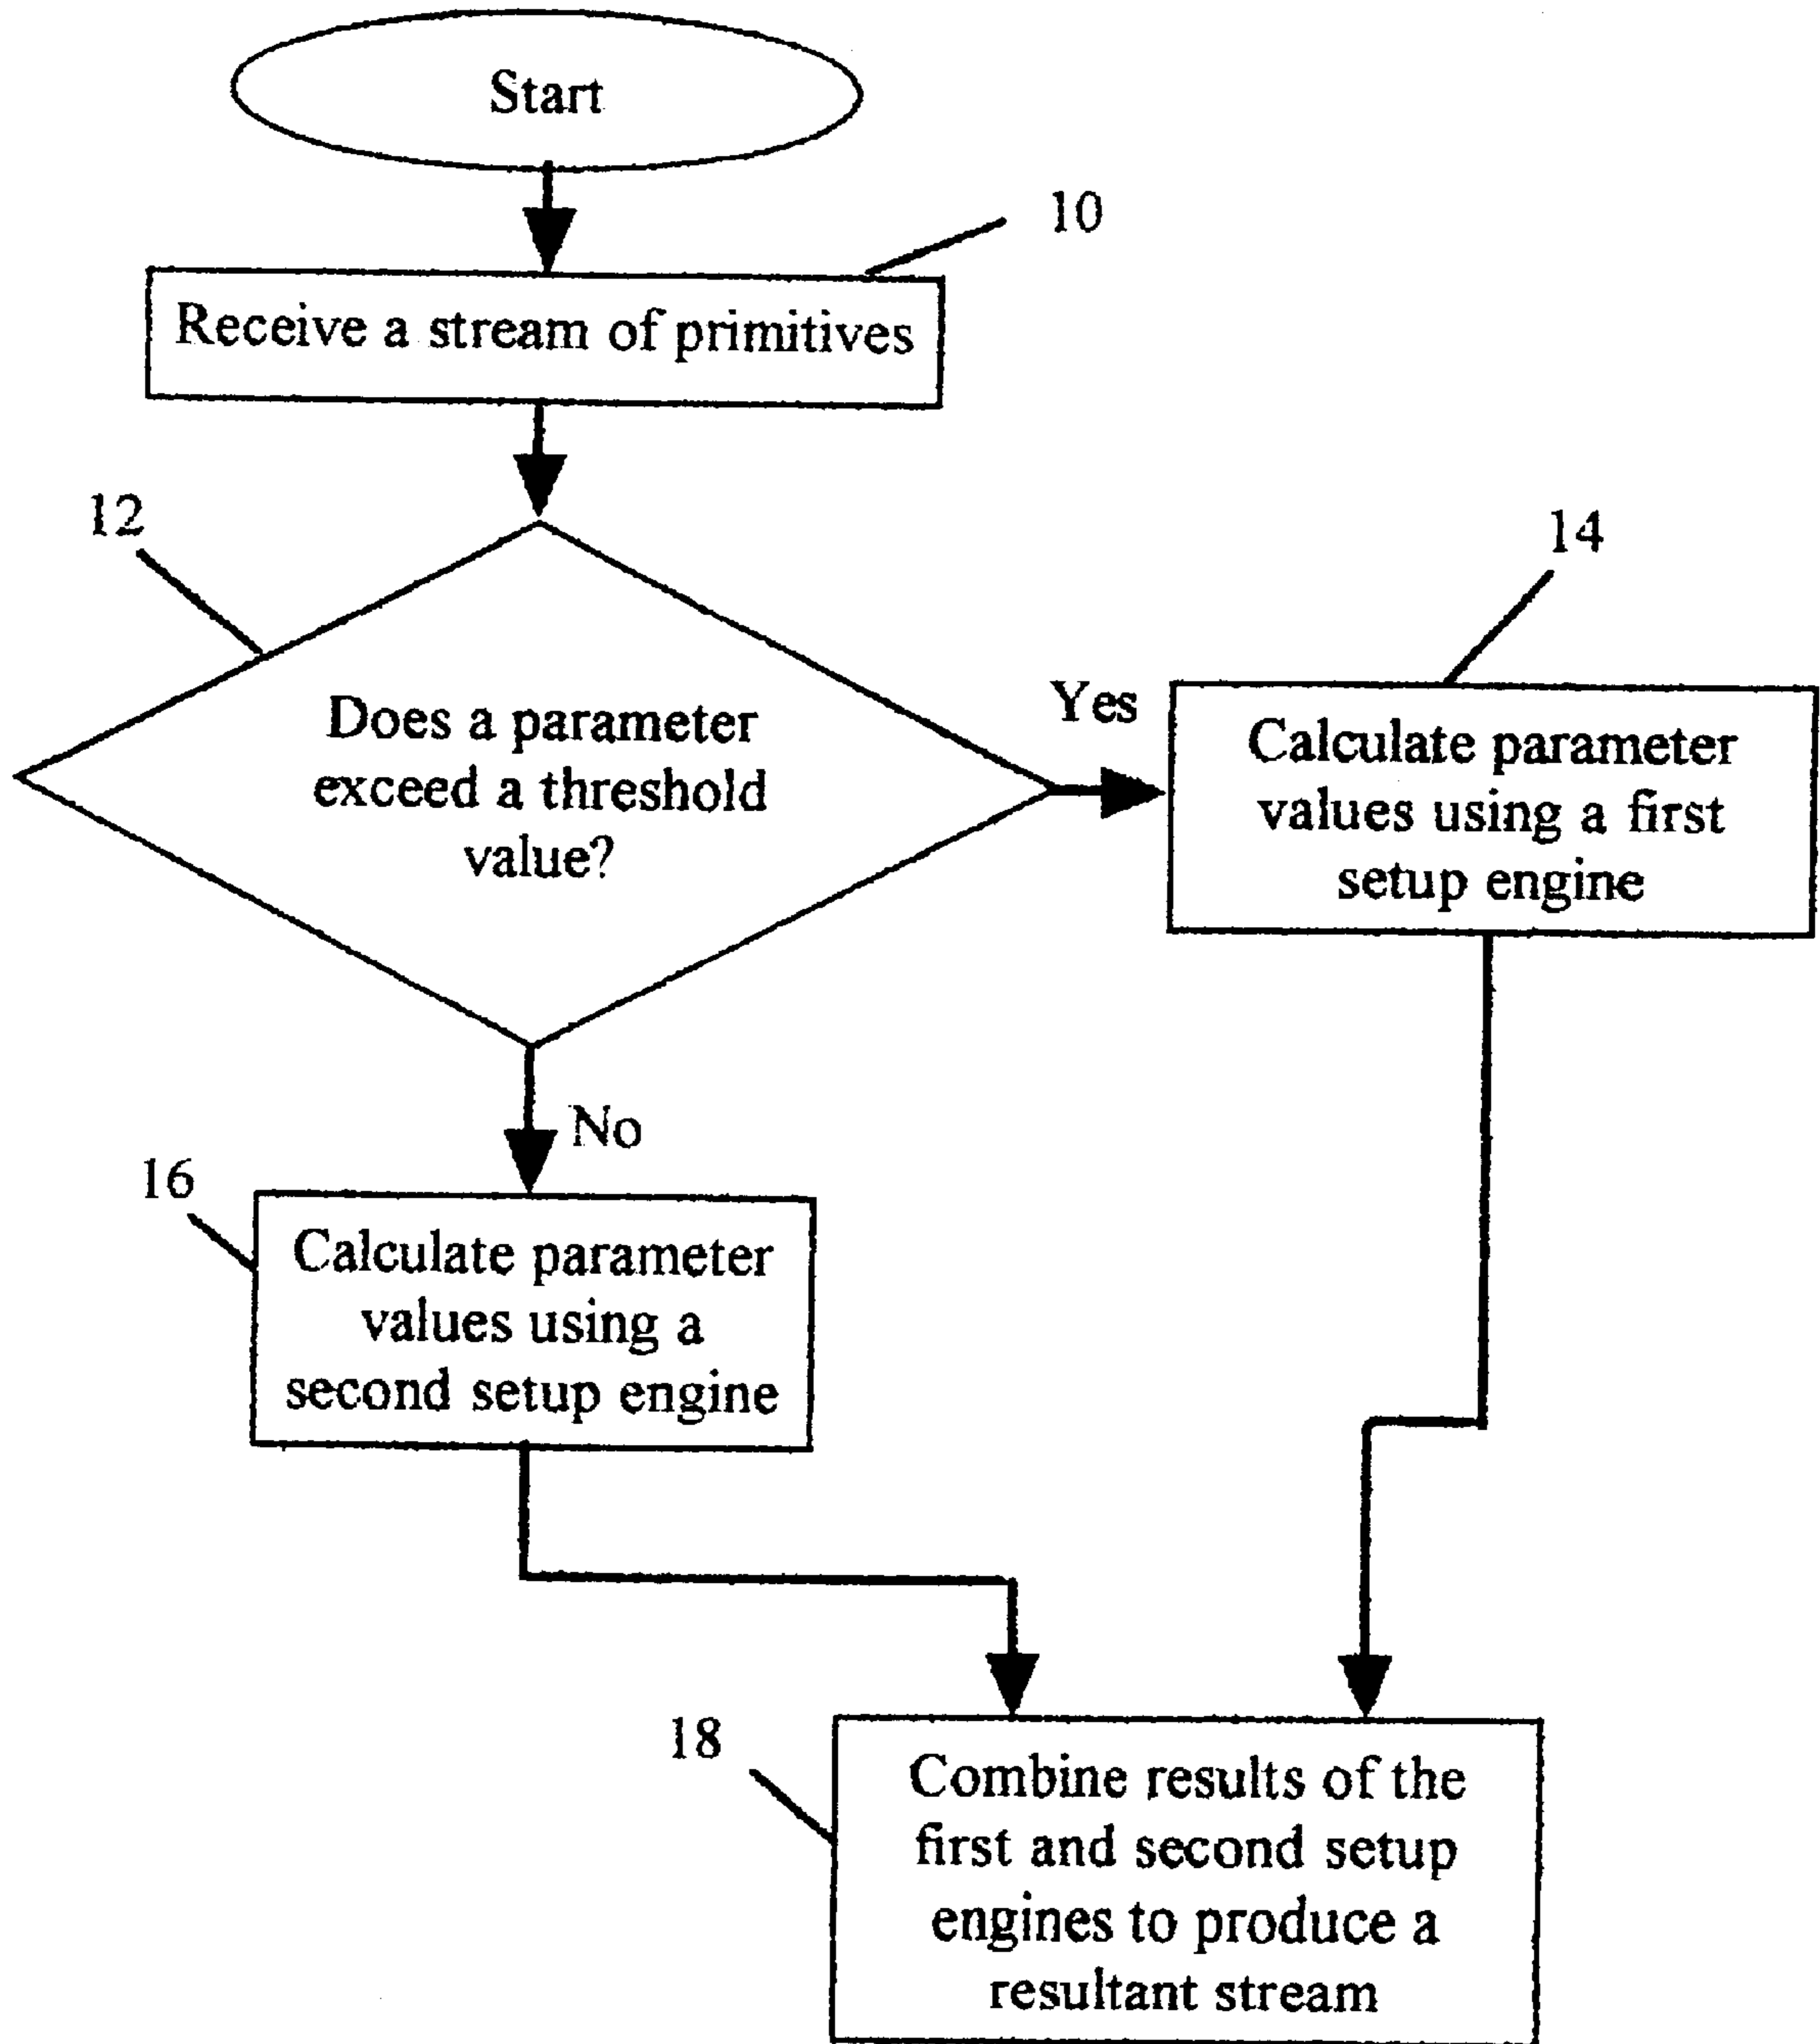 Start
10
Receive a stream of primitives
12
Does a parameter
exceed a threshold
value?
Yes
14
Calculate parameter
values using a first
setup engine
No
16
Calculate parameter
values using a
second setup engine
18
Combine results of the
first and second setup
engines to produce a
resultant stream